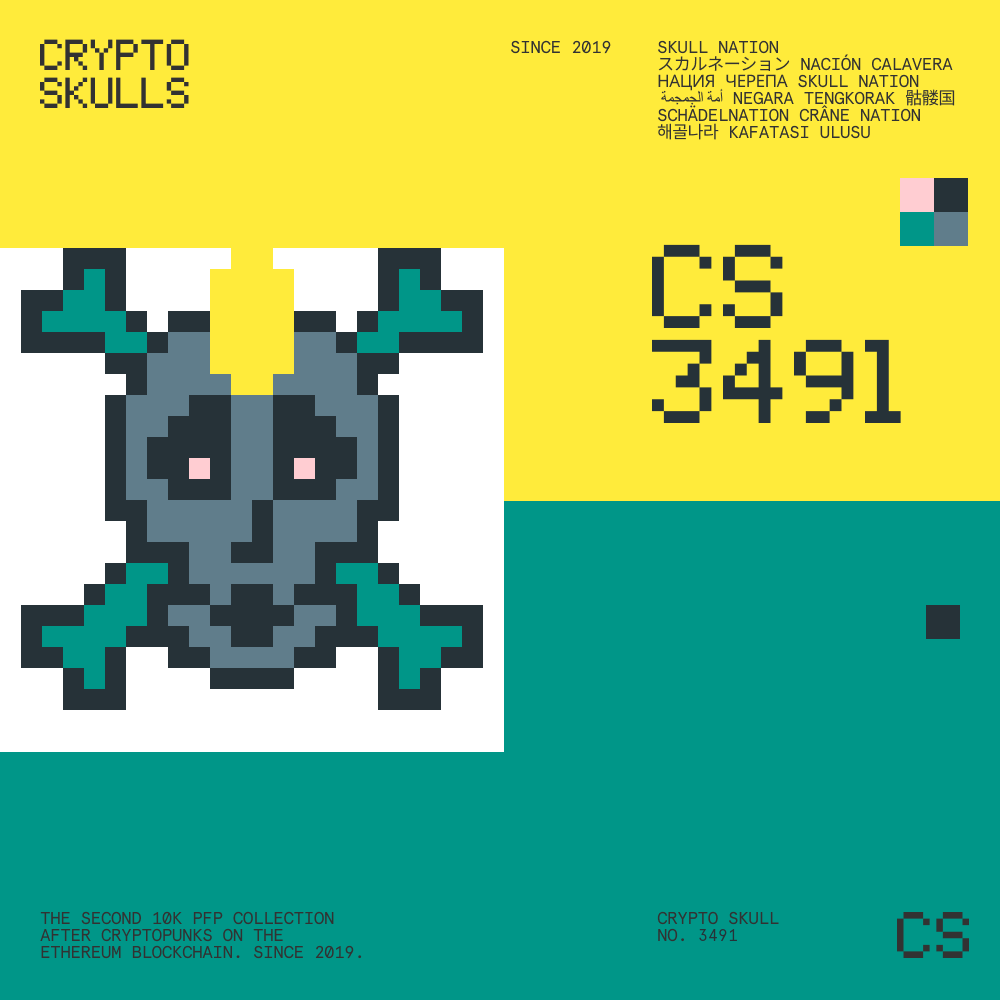 CRYPTO
SKULLS
SINCE 2019
SKULL NATION
スカルネーション NACIÓN CALAVERA
НАЦИЯ ЧЕРЕПА SKULL NATION
أمة الجمجمة NEGARA TENGKORAK 骷髅国
SCHÄDELNATION CRÂNE NATION
해골나라 KAFATASI ULUSU
CS
3491
THE SECOND 10K PFP COLLECTION
AFTER CRYPTOPUNKS ON THE
ETHEREUM BLOCKCHAIN. SINCE 2019.
CRYPTO SKULL
NO. 3491
CS